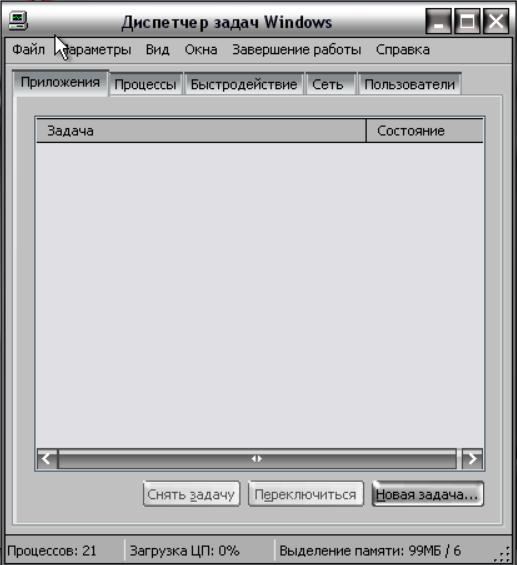 Диспетчер задач Windows
Файл Параметры Вид Окна Завершение работы Справка
Приложения Процессы Быстродействие Сеть Пользователи
Задача Состояние
Снять задачу Переключиться Новая задача...
Процессов: 21 Загрузка ЦП: 0% Выделение памяти: 99МБ / 6